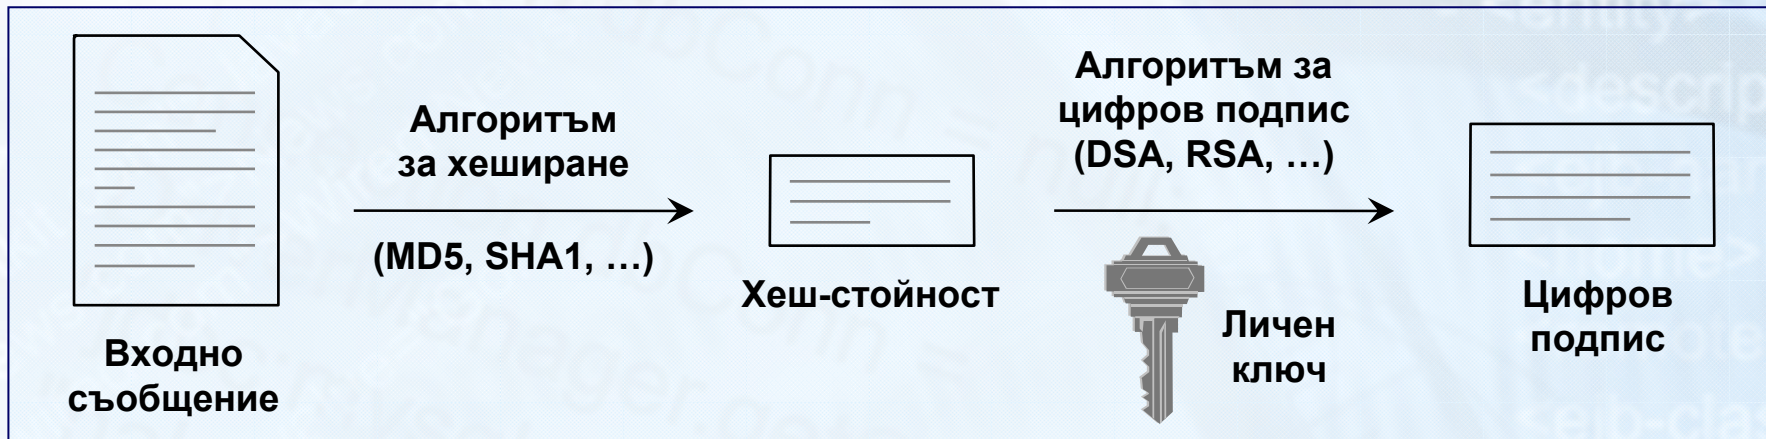 Входно
съобщение
Алгоритъм
за хеширане
(MD5, SHA1, …)
Хеш-стойност
Алгоритъм за
цифров подпис
(DSA, RSA, …)
Личен
ключ
Цифров
подпис